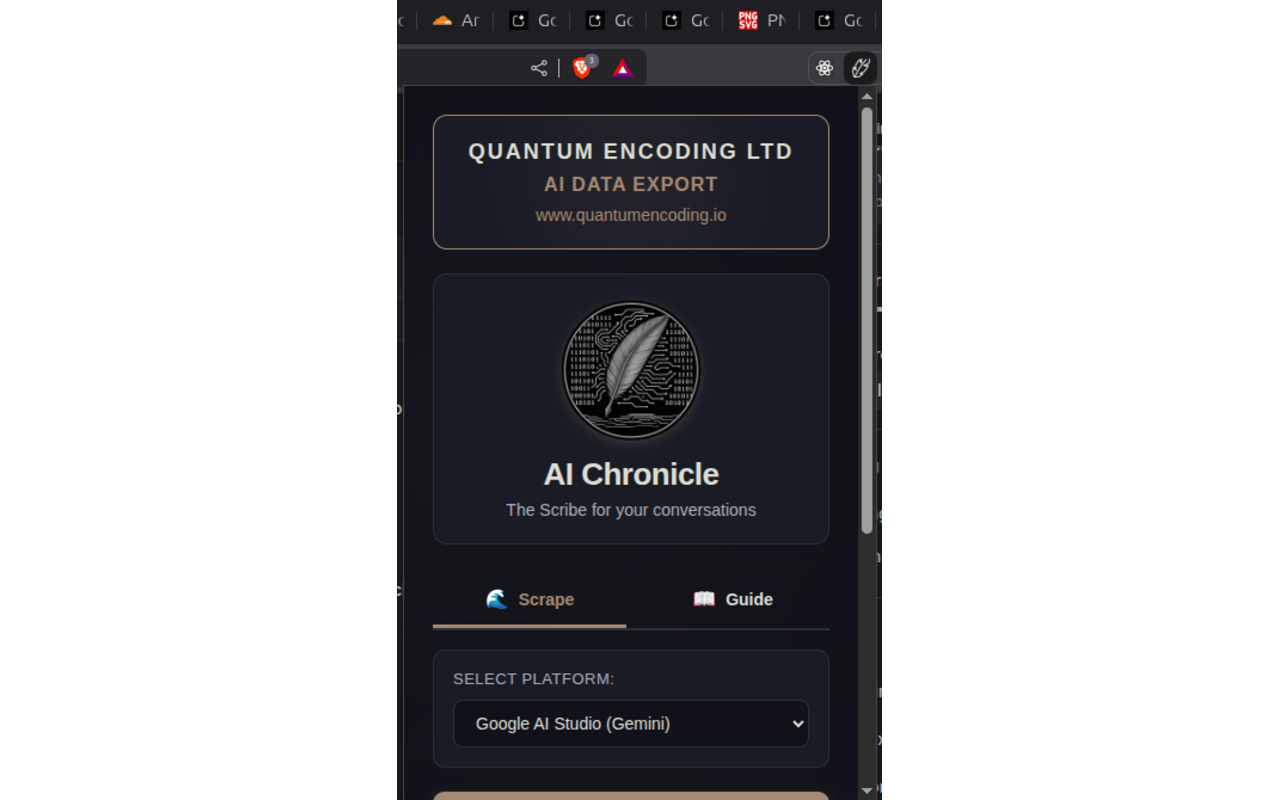 Ar
Gc
Gc
Gc
PNG
SVG
PN
Gc
3
QUANTUM ENCODING LTD
AI DATA EXPORT
www.quantumencoding.io
AI Chronicle
The Scribe for your conversations
Scrape
Guide
SELECT PLATFORM:
Google AI Studio (Gemini)